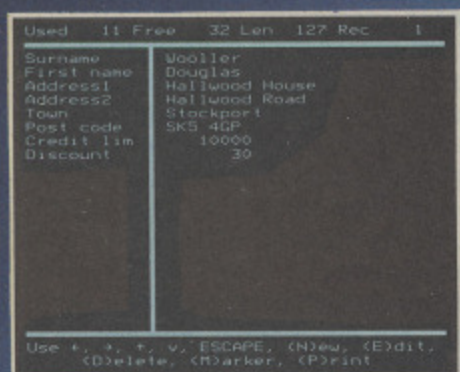 Used 11 Free 32 Len 127 Rec 1
Surname Wooller
First name Douglas
Address1 Hallwood House
Address2 Hallwood Road
Town Stockport
Post code SK5 4GP
Credit lim 10000
Discount 30
Use ←, →, ↑, v, ESCAPE, (N)ew, (E)dit,
(D)elete, (M)arker, (P)rint